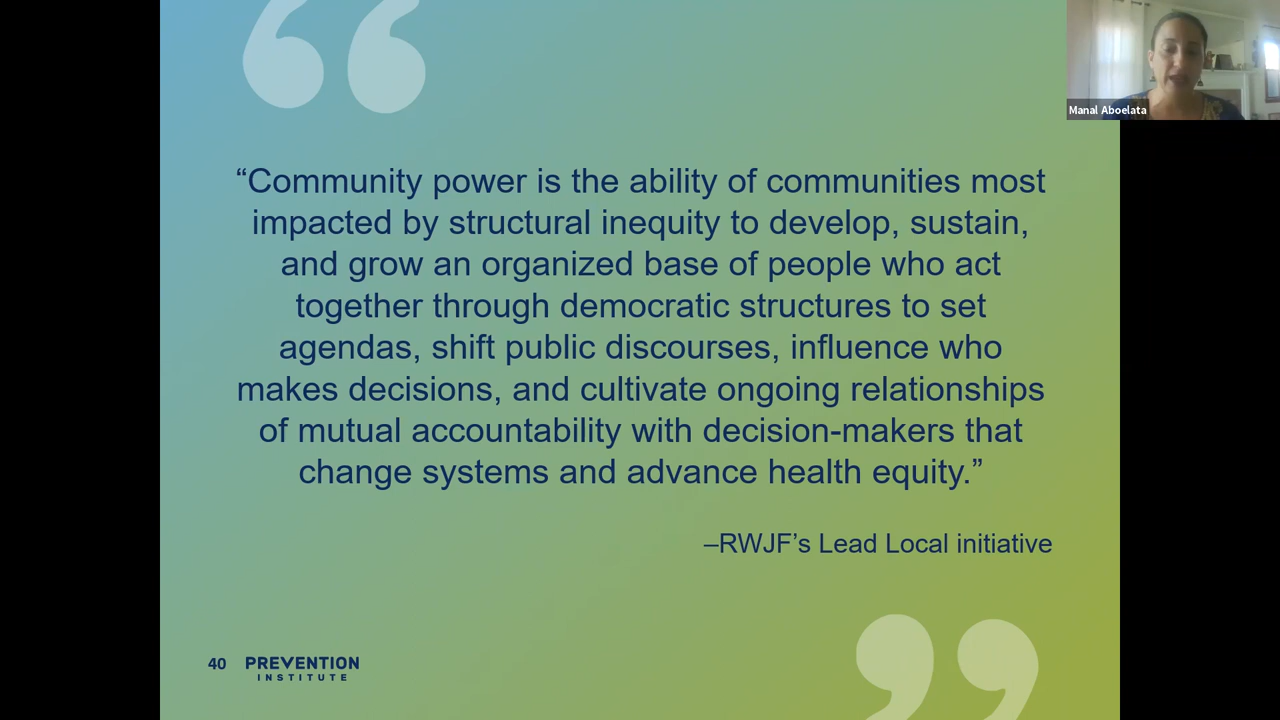 Manal Aboelata
“Community power is the ability of communities most
impacted by structural inequity to develop, sustain,
and grow an organized base of people who act
together through democratic structures to set
agendas, shift public discourses, influence who
makes decisions, and cultivate ongoing relationships
of mutual accountability with decision-makers that
change systems and advance health equity.”
–RWJF’s Lead Local initiative
40 PREVENTION
INSTITUTE